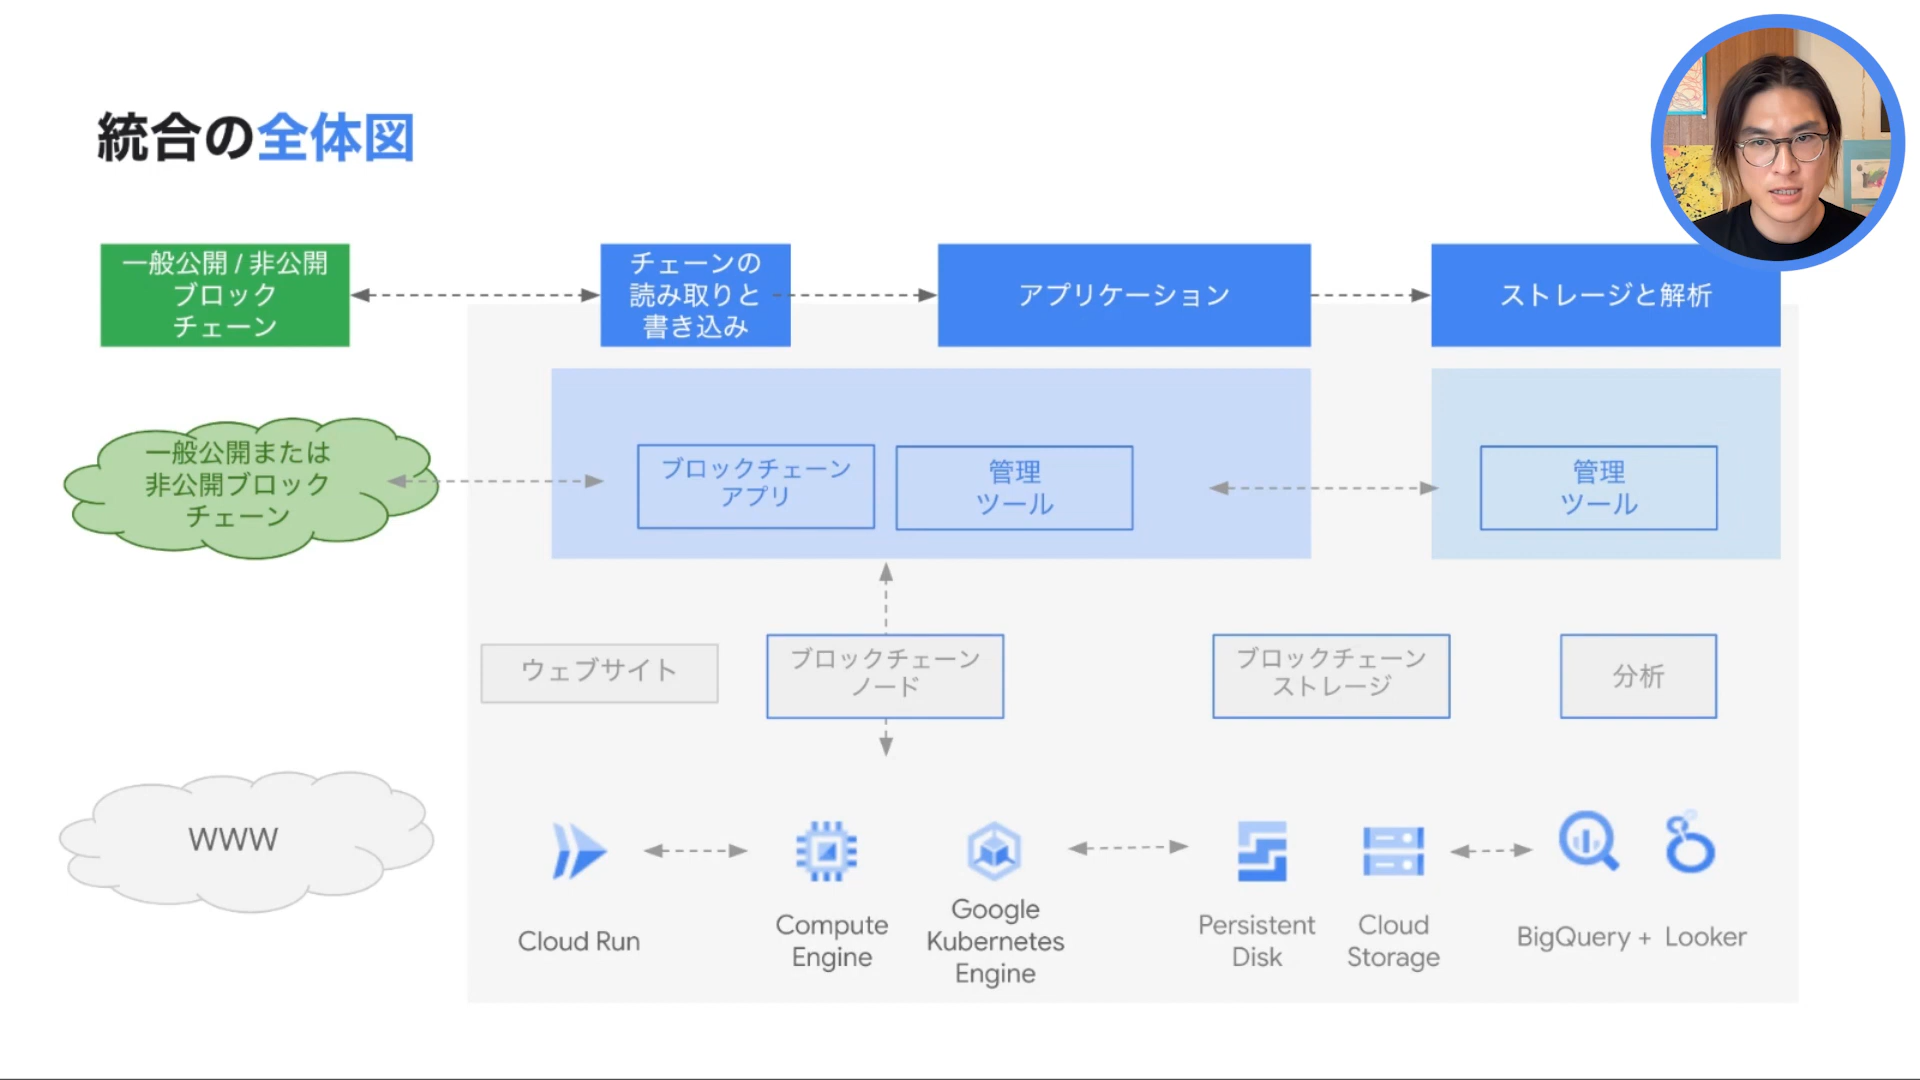 統合の全体図
一般公開 / 非公開
ブロック
チェーン
チェーンの
読み取りと
書き込み
アプリケーション
ストレージと解析
一般公開または
非公開ブロック
チェーン
ブロックチェーン
アプリ
管理
ツール
管理
ツール
ウェブサイト
ブロックチェーン
ノード
ブロックチェーン
ストレージ
分析
WWW
Cloud Run
Compute
Engine
Google
Kubernetes
Engine
Persistent
Disk
Cloud
Storage
BigQuery + Looker